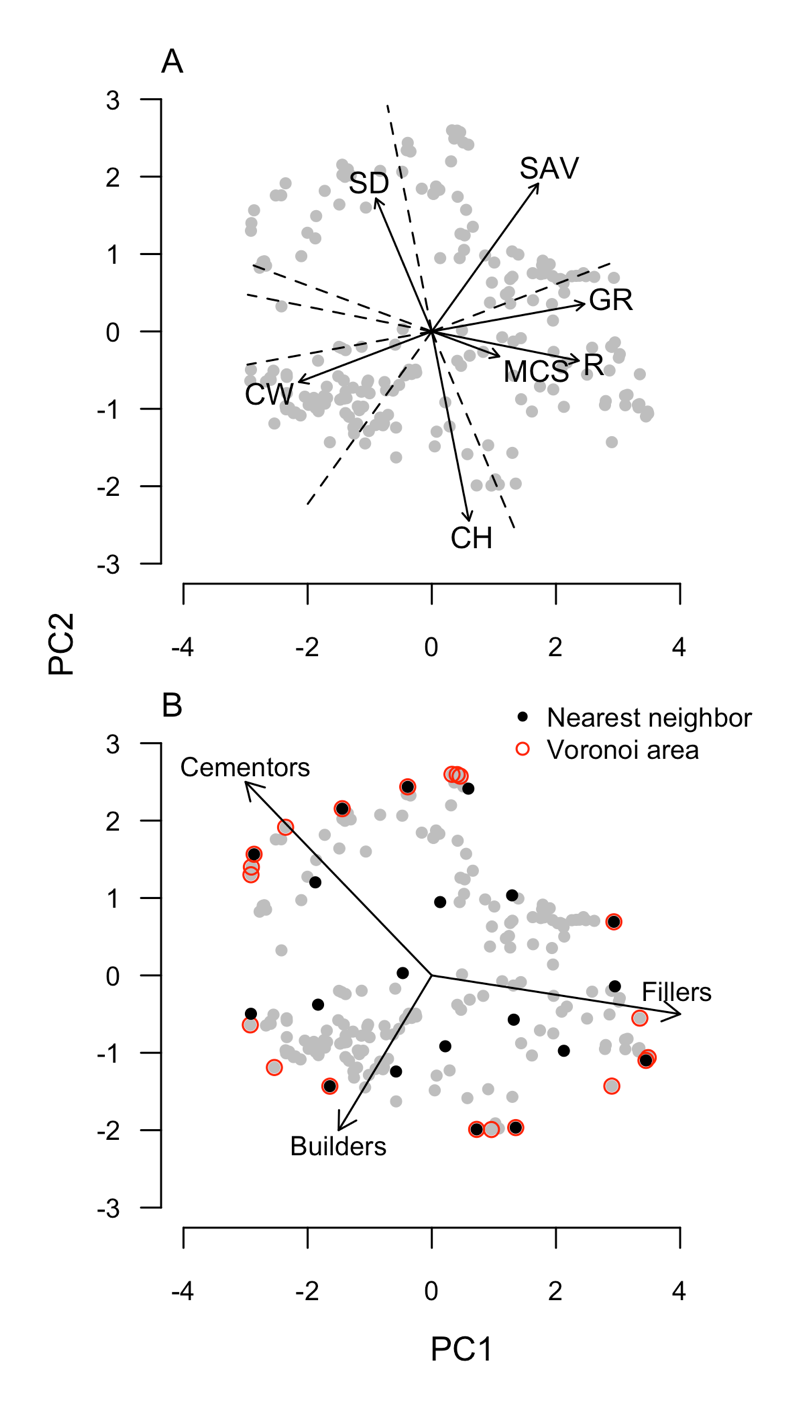 A
3
2
1
0
-1
-2
-3
SD
SAV
GR
MCS R
CW
CH
-4 -2 0 2 4
PC2
B
Nearest neighbor
Voronoi area
3
2
1
0
-1
-2
-3
Cementors
Fillers
Builders
-4 -2 0 2 4
PC1